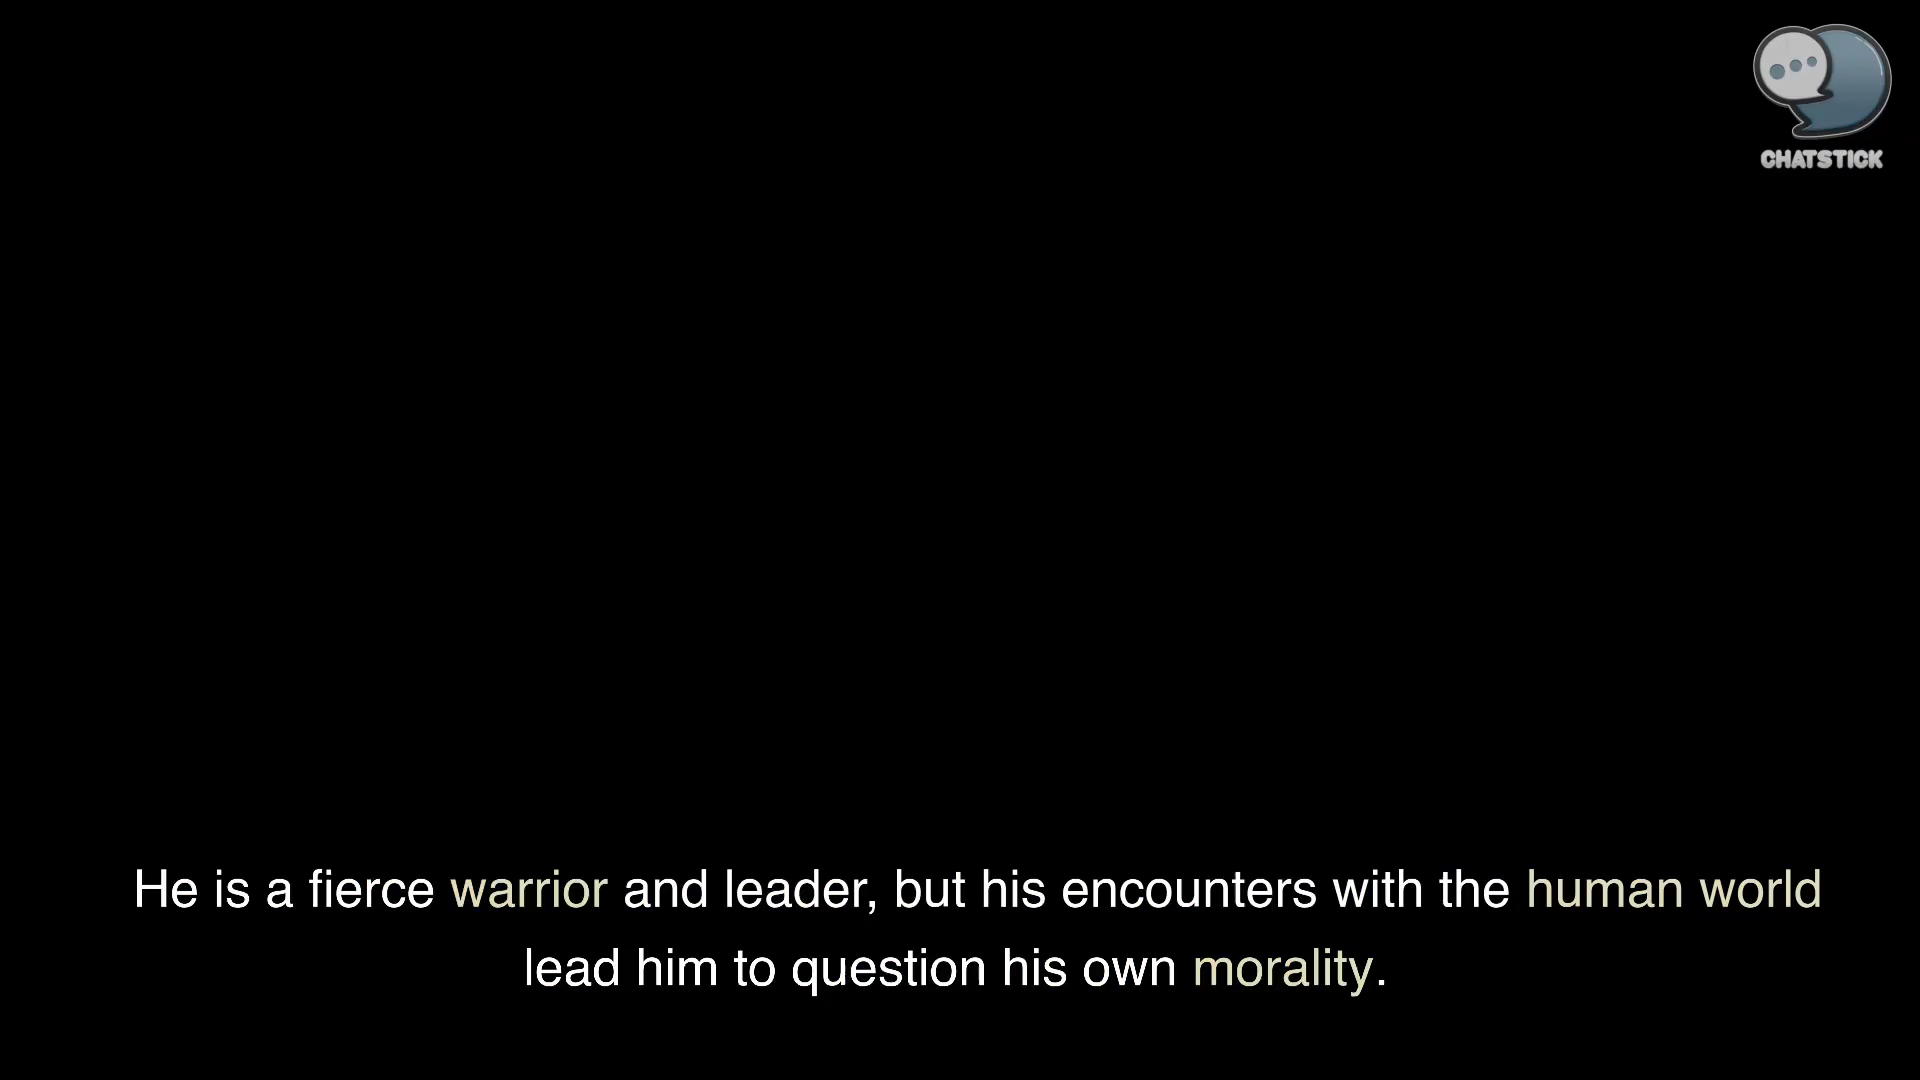 CHATSTICK
He is a fierce warrior and leader, but his encounters with the human world
lead him to question his own morality.